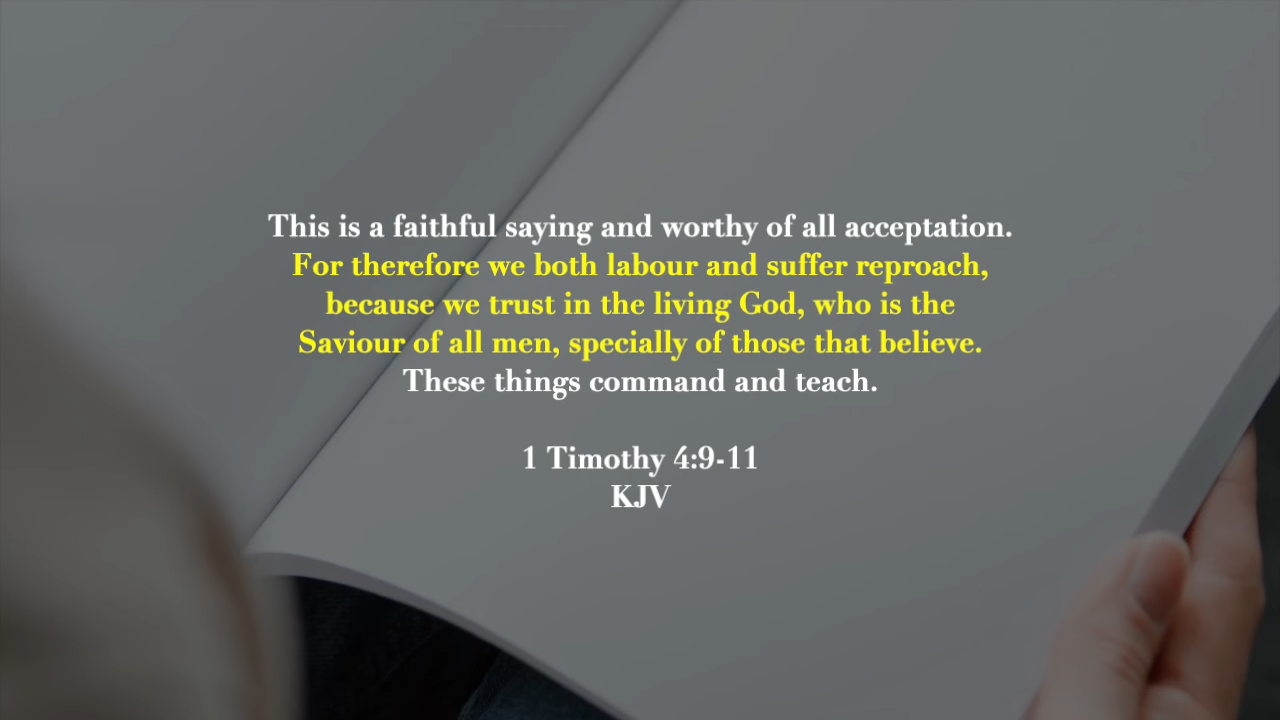 This is a faithful saying and worthy of all acceptation.
For therefore we both labour and suffer reproach,
because we trust in the living God, who is the
Saviour of all men, specially of those that believe.
These things command and teach.
1 Timothy 4:9-11
KJV